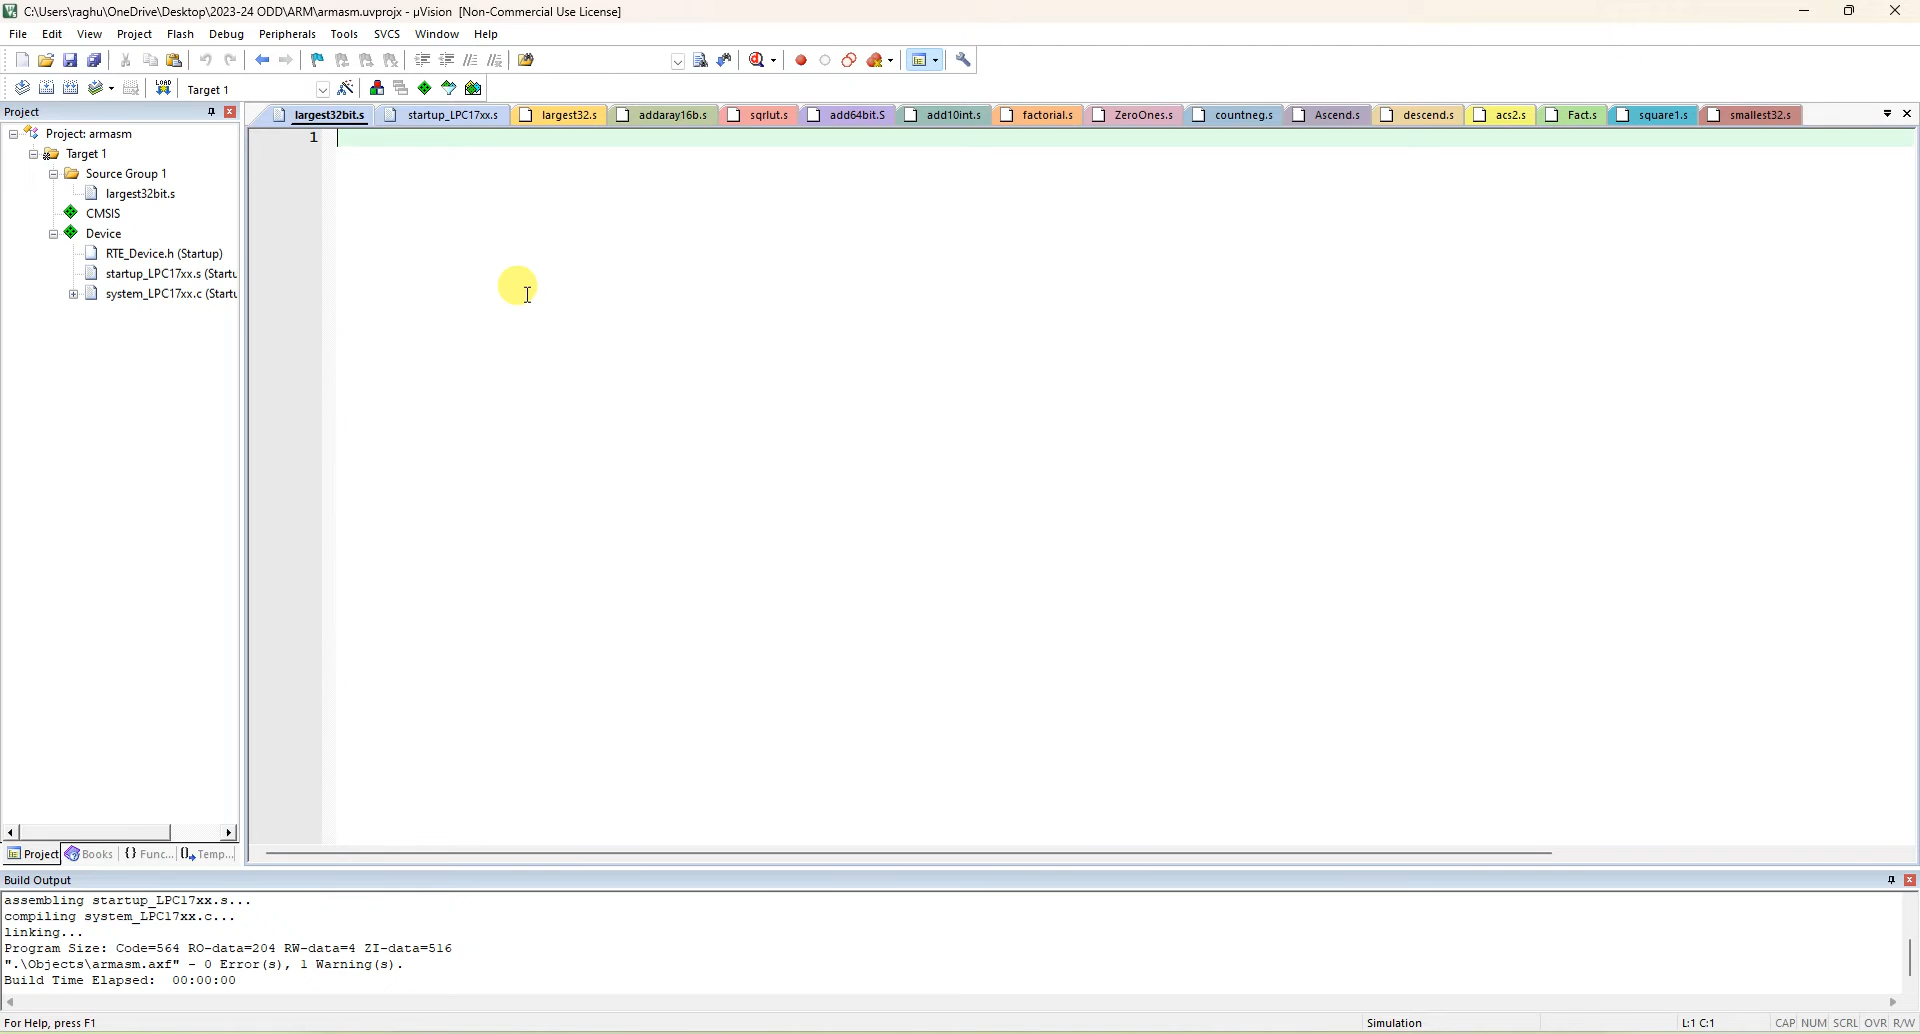 C:\Users\raghu\OneDrive\Desktop\2023-24 ODD\ARM\armasm.uvprojx - µVision [Non-Commercial Use License]
File Edit View Project Flash Debug Peripherals Tools SVCS Window Help
LOAD Target 1
Project
largest32bit.s startup_LPC17xx.s largest32.s addaray16b.s sqrlut.s add64bit.S add10int.s factorial.s ZeroOnes.s countneg.s Ascend.s descend.s acs2.s Fact.s square1.s smallest32.s
Project: armasm
1
Target 1
Source Group 1
largest32bit.s
CMSIS
Device
RTE_Device.h (Startup)
startup_LPC17xx.s (Startu
system_LPC17xx.c (Startu
Project Books {} Func... Temp...
Build Output
assembling startup_LPC17xx.s...
compiling system_LPC17xx.c...
linking...
Program Size: Code=564 RO-data=204 RW-data=4 ZI-data=516
".\Objects\armasm.axf" - 0 Error(s), 1 Warning(s).
Build Time Elapsed:  00:00:00
For Help, press F1 Simulation L:1 C:1 CAP NUM SCRL OVR R/W